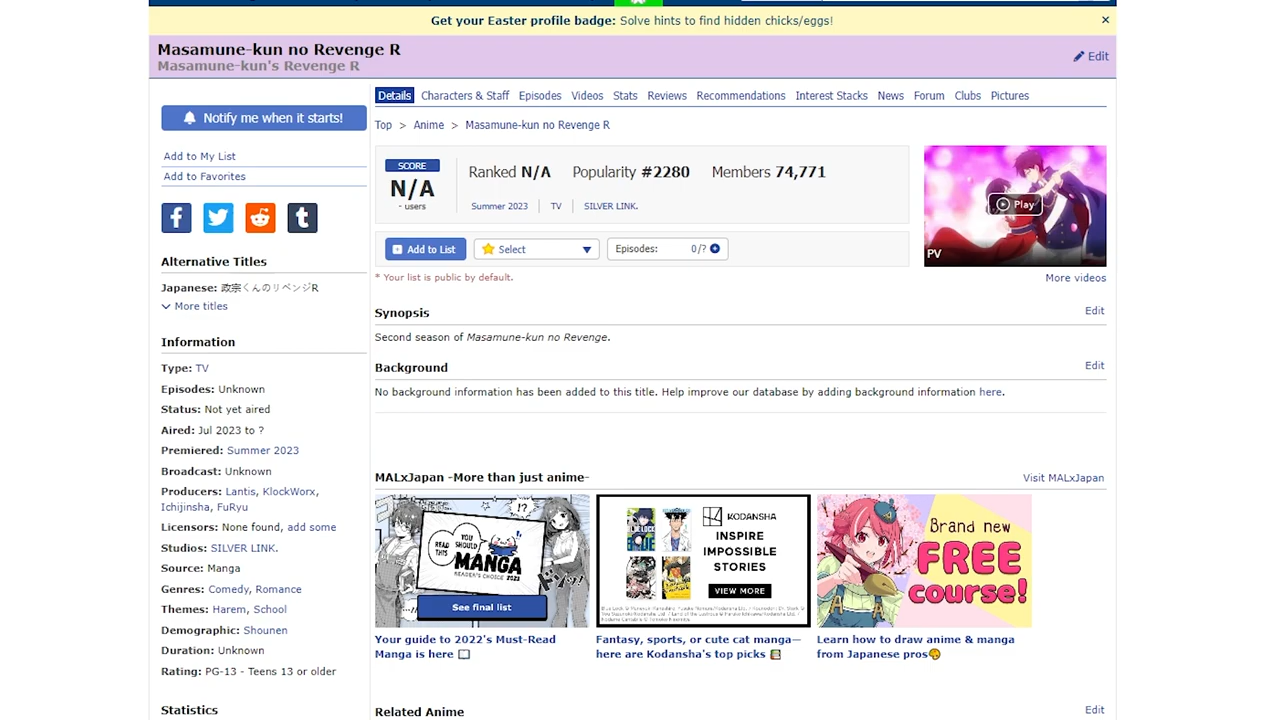 Get your Easter profile badge: Solve hints to find hidden chicks/eggs!
×
Masamune-kun no Revenge R
Masamune-kun's Revenge R
Edit
Notify me when it starts!
Add to My List
Add to Favorites
Alternative Titles
Japanese: 政宗くんのリベンジR
More titles
Information
Type: TV
Episodes: Unknown
Status: Not yet aired
Aired: Jul 2023 to ?
Premiered: Summer 2023
Broadcast: Unknown
Producers: Lantis, KlockWorx,
Ichijinsha, FuRyu
Licensors: None found, add some
Studios: SILVER LINK.
Source: Manga
Genres: Comedy, Romance
Themes: Harem, School
Demographic: Shounen
Duration: Unknown
Rating: PG-13 - Teens 13 or older
Statistics
Details Characters & Staff Episodes Videos Stats Reviews Recommendations Interest Stacks News Forum Clubs Pictures
Top > Anime > Masamune-kun no Revenge R
SCORE
N/A
- users
Ranked N/A Popularity #2280 Members 74,771
Summer 2023 TV SILVER LINK.
Play
PV
Add to List Select Episodes: 0/?
* Your list is public by default.
More videos
Synopsis Edit
Second season of Masamune-kun no Revenge.
Background Edit
No background information has been added to this title. Help improve our database by adding background information here.
MALxJapan -More than just anime- Visit MALxJapan
!?
READ
THIS
YOU
SHOULD
MANGA
READER'S CHOICE 2022
See final list
Your guide to 2022's Must-Read
Manga is here
KODANSHA
INSPIRE
IMPOSSIBLE
STORIES
VIEW MORE
Fantasy, sports, or cute cat manga—
here are Kodansha's top picks
Brand new
FREE
course!
Learn how to draw anime & manga
from Japanese pros
Related Anime Edit